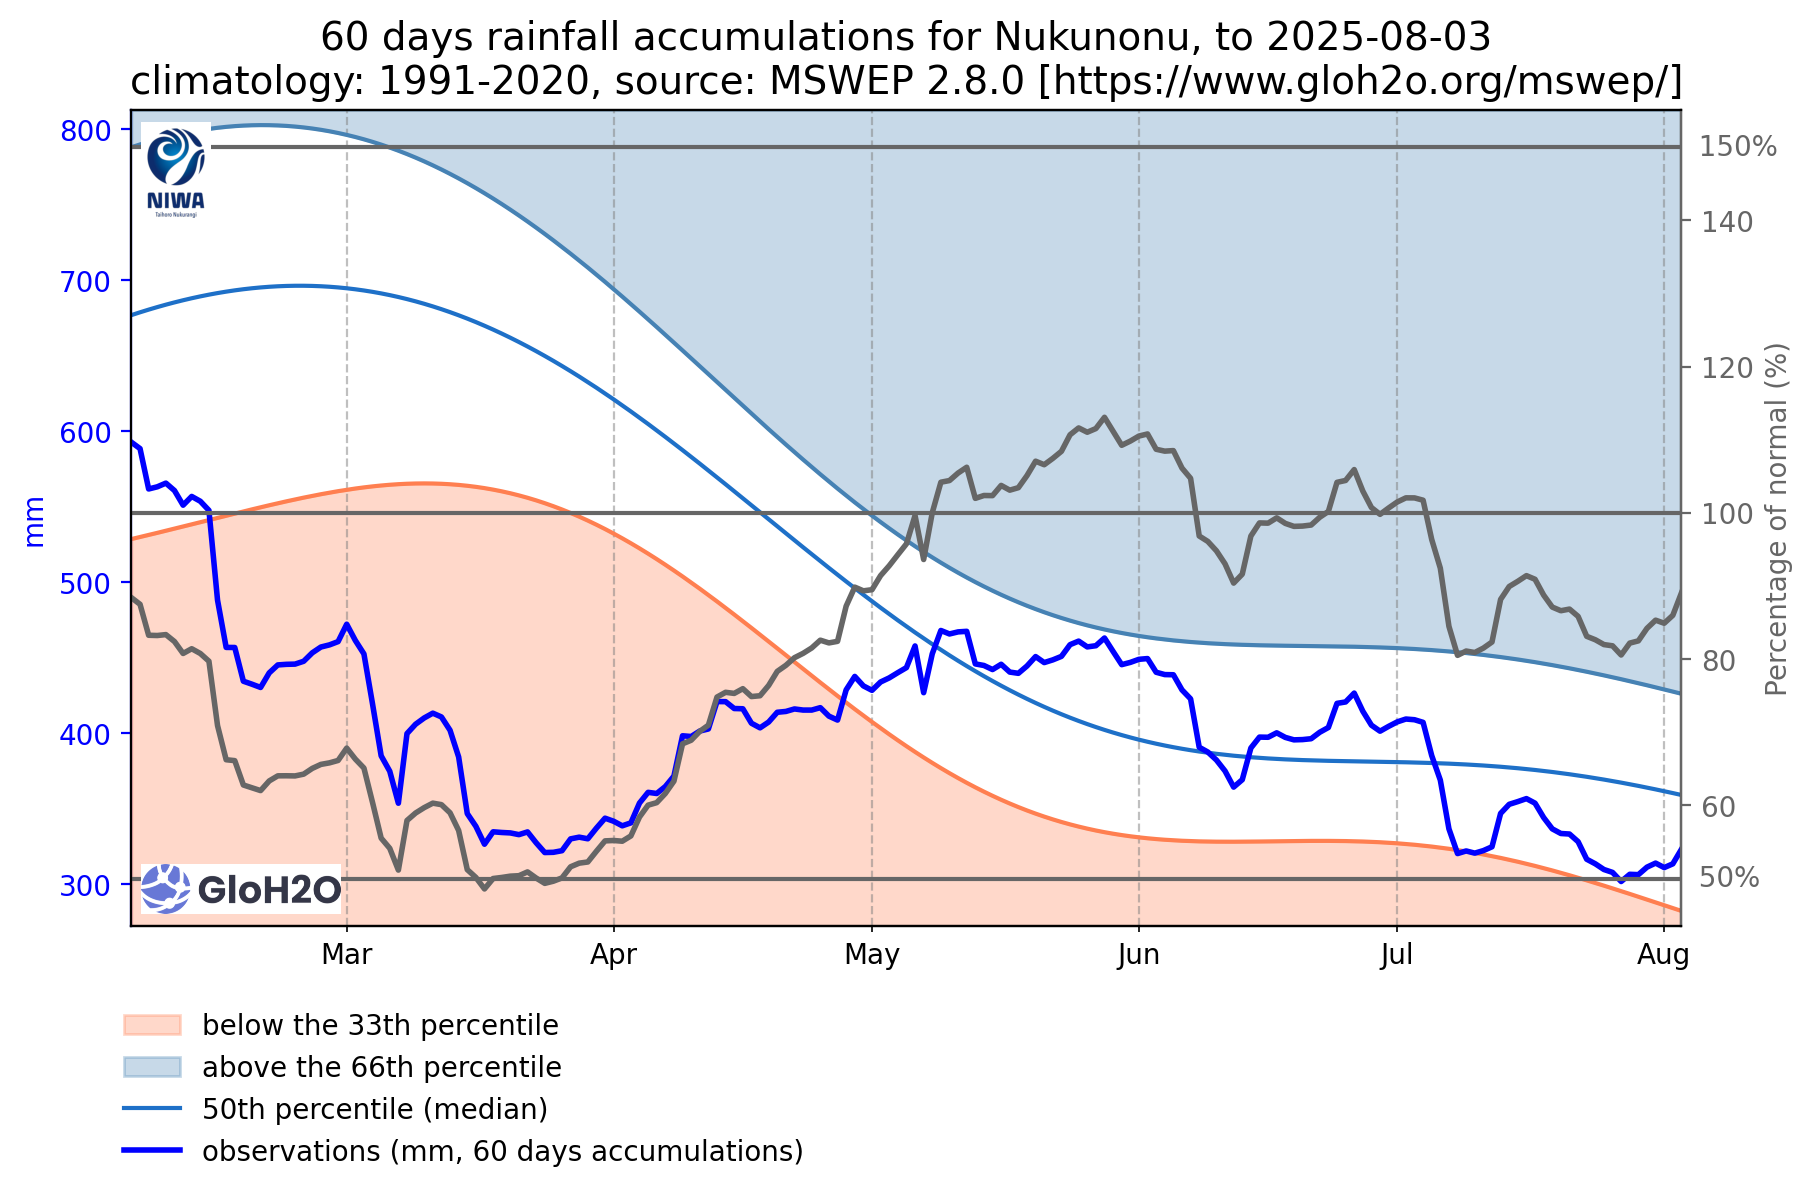 60 days rainfall accumulations for Nukunonu, to 2025-08-03
climatology: 1991-2020, source: MSWEP 2.8.0 [https://www.gloh2o.org/mswep/]
NIWA
Taihoro Nukurangi
800
700
600
500
400
300
mm
150%
140
120
100
80
60
50%
Percentage of normal (%)
GloH2O
Mar
Apr
May
Jun
Jul
Aug
below the 33th percentile
above the 66th percentile
50th percentile (median)
observations (mm, 60 days accumulations)